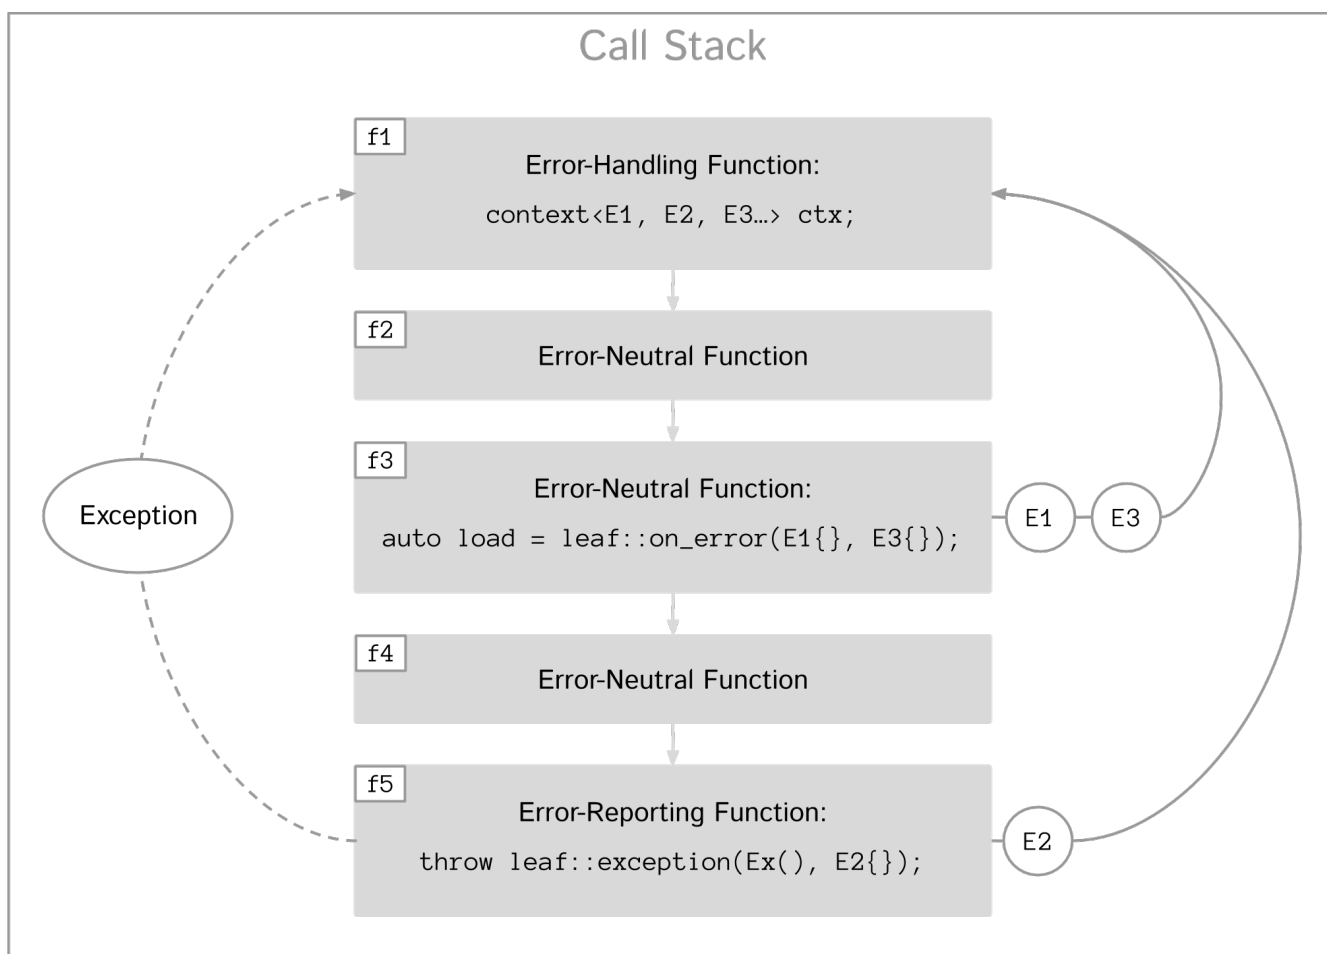 Call Stack
f1
Error-Handling Function:
context<E1, E2, E3…> ctx;
f2
Error-Neutral Function
f3
Error-Neutral Function:
auto load = leaf::on_error(E1{}, E3{});
E1
E3
Exception
f4
Error-Neutral Function
f5
Error-Reporting Function:
throw leaf::exception(Ex(), E2{});
E2